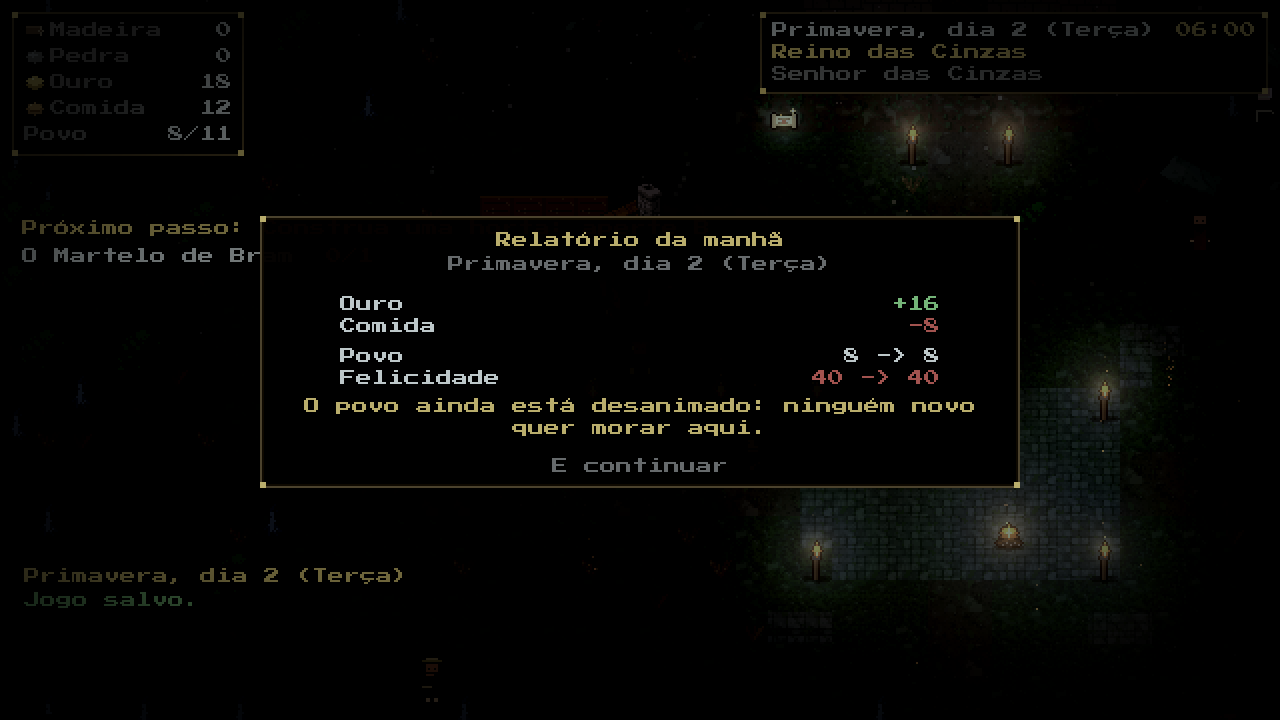 Madeira 0
Pedra 0
Ouro 18
Comida 12
Povo 8/11
Primavera, dia 2 (Terça) 06:00
Reino das Cinzas
Senhor das Cinzas
Próximo passo:
O Martelo de Br
Relatório da manhã
Primavera, dia 2 (Terça)
Ouro +16
Comida -8
Povo 8 -> 8
Felicidade 40 -> 40
O povo ainda está desanimado: ninguém novo
quer morar aqui.
E continuar
Primavera, dia 2 (Terça)
Jogo salvo.